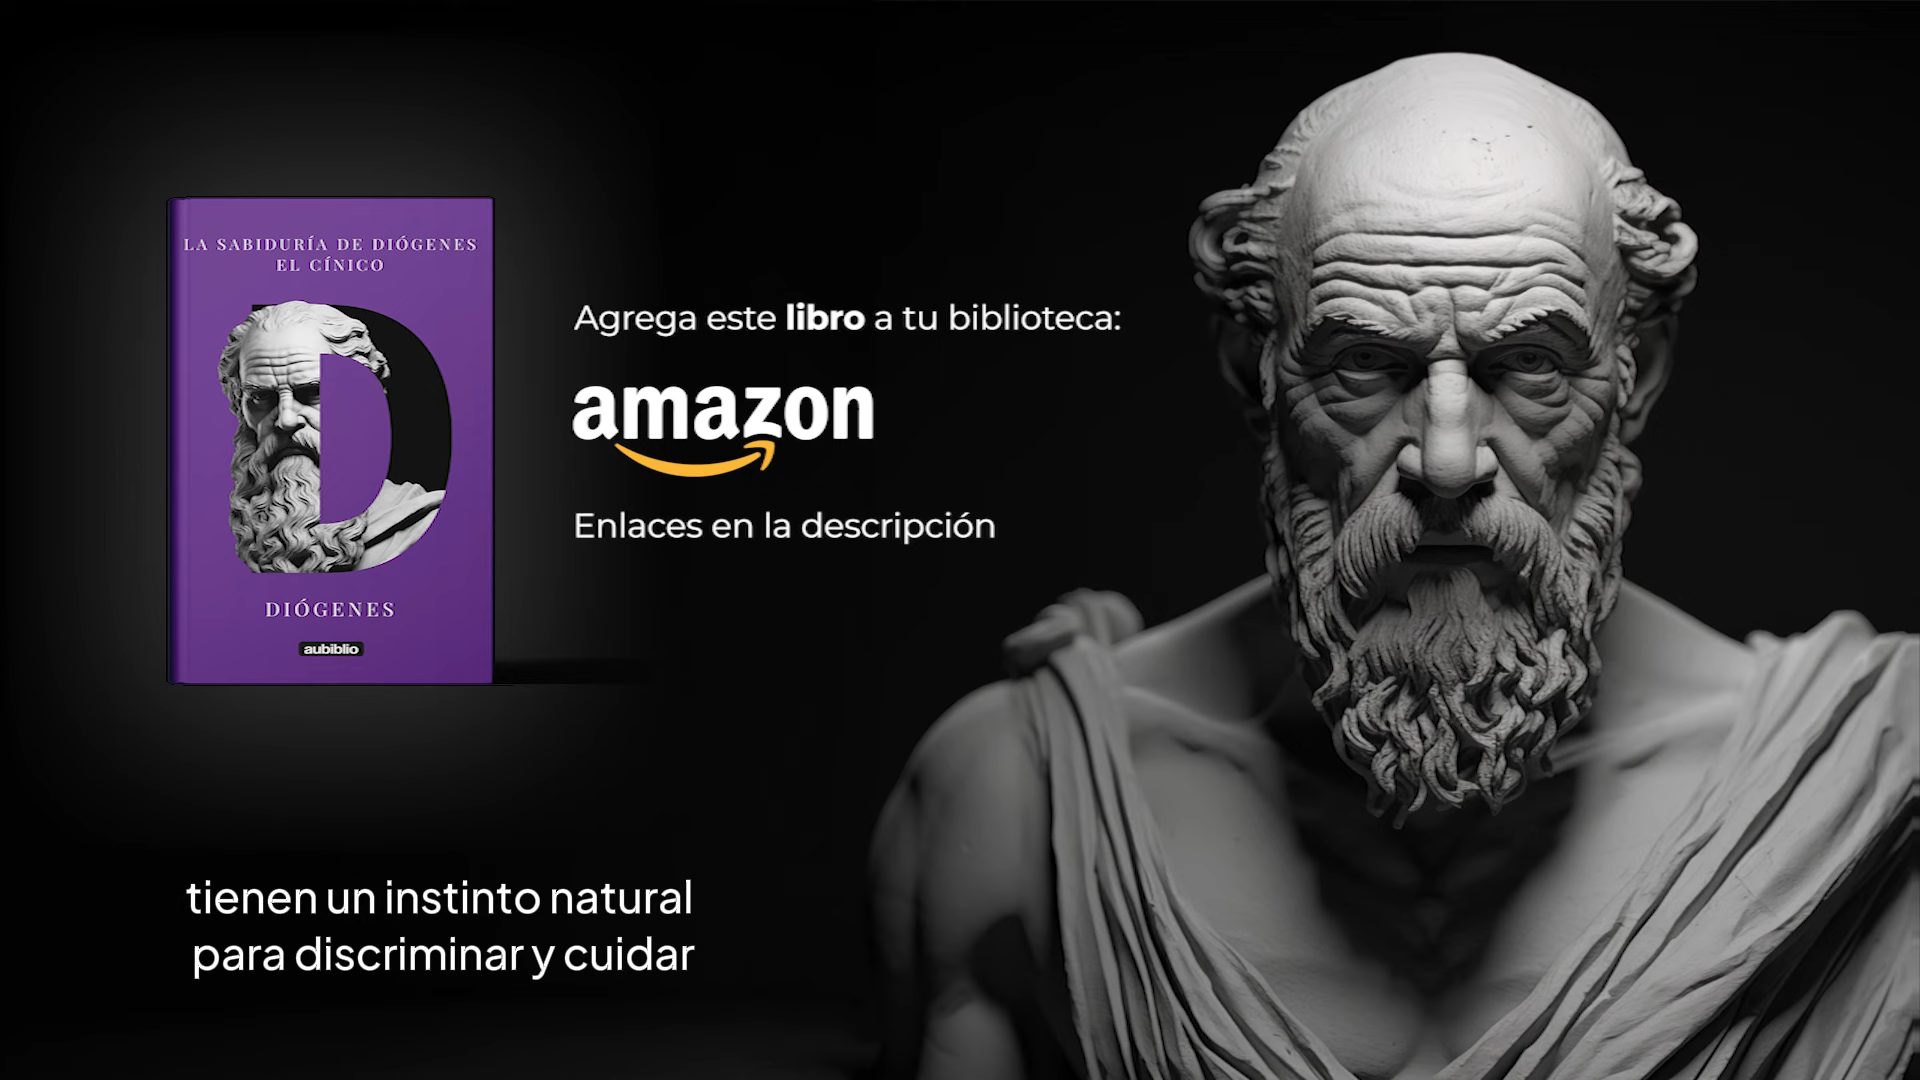 LA SABIDURÍA DE DIÓGENES
EL CÍNICO
DIÓGENES
aubiblio
Agrega este libro a tu biblioteca:
amazon
Enlaces en la descripción
tienen un instinto natural
para discriminar y cuidar